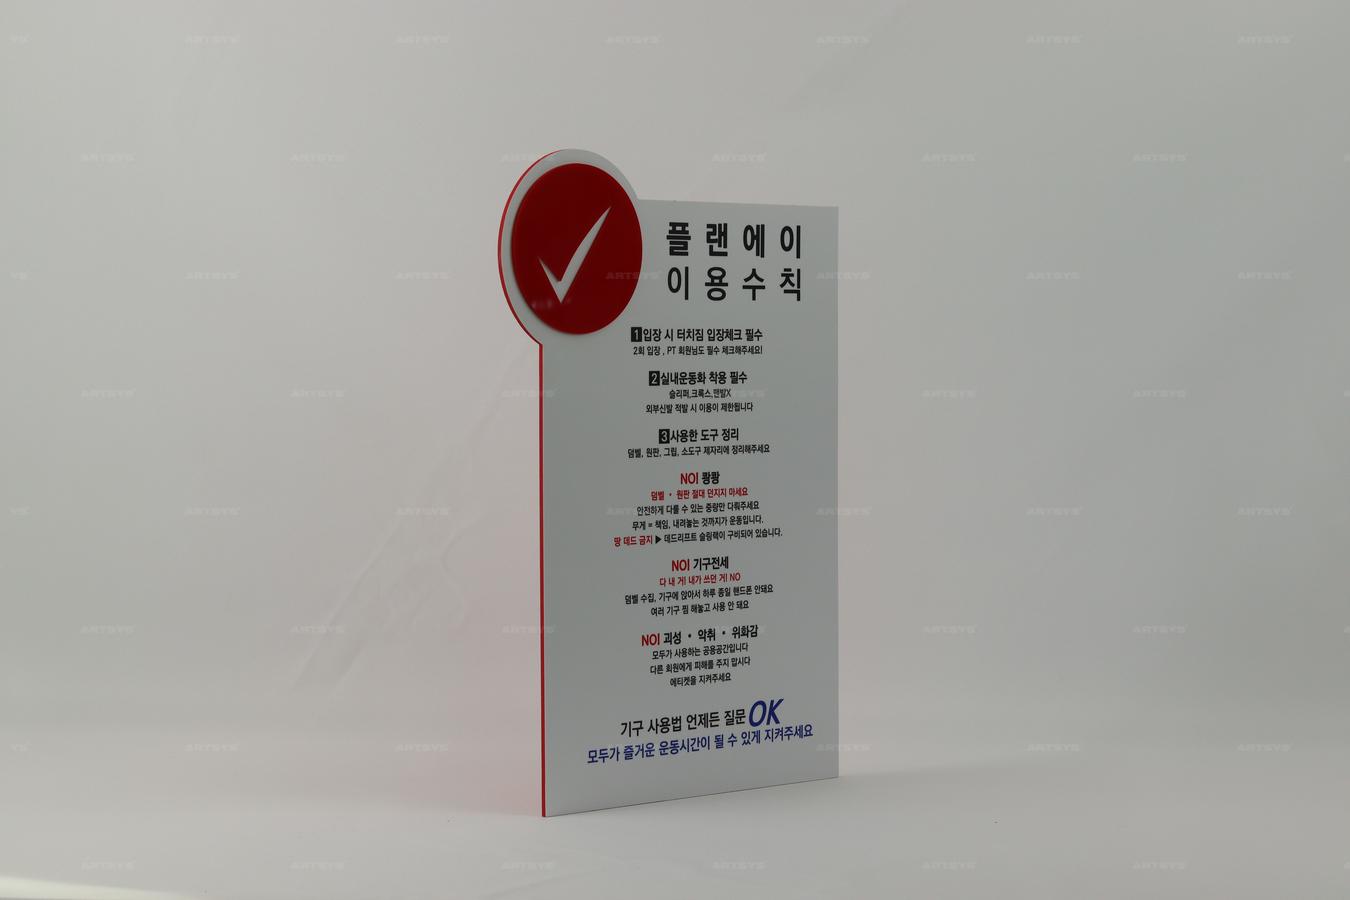 플랜에이
이용수칙
1 입장 시 터치짐 입장체크 필수
2회 입장 , PT 회원님도 필수 체크해주세요!
2 실내운동화 착용 필수
슬리퍼,크록스,맨발X
외부신발 적발 시 이용이 제한됩니다
3 사용한 도구 정리
덤벨, 원판, 그립, 소도구 제자리에 정리해주세요
NO! 쾅쾅
덤벨 · 원판 절대 던지지 마세요
안전하게 다룰 수 있는 중량만 다뤄주세요
무게 = 책임, 내려놓는 것까지가 운동입니다.
땅 데드 금지 ▶ 데드리프트 슬링랙이 구비되어 있습니다.
NO! 기구전세
다 내 거! 내가 쓰던 거! NO
덤벨 수집, 기구에 앉아서 하루 종일 핸드폰 안돼요
여러 기구 찜 해놓고 사용 안 돼요
NO! 괴성 · 악취 · 위화감
모두가 사용하는 공용공간입니다
다른 회원에게 피해를 주지 맙시다
에티켓을 지켜주세요
기구 사용법 언제든 질문 OK
모두가 즐거운 운동시간이 될 수 있게 지켜주세요
ARTSYS